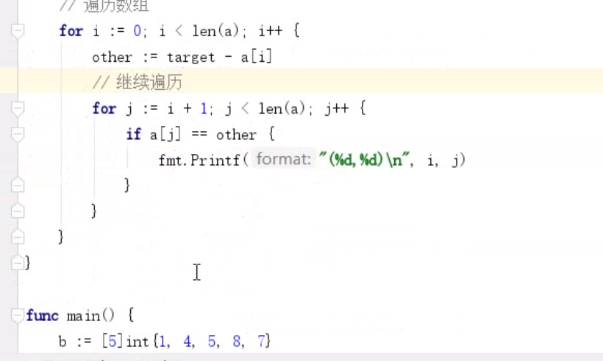 // 遍历数组
for i := 0; i < len(a); i++ {
other := target - a[i]
// 继续遍历
for j := i + 1; j < len(a); j++ {
if a[j] == other {
fmt.Printf( format: "(%d,%d)\n", i, j)
}
}
}
}
func main() {
b := [5]int{1, 4, 5, 8, 7}